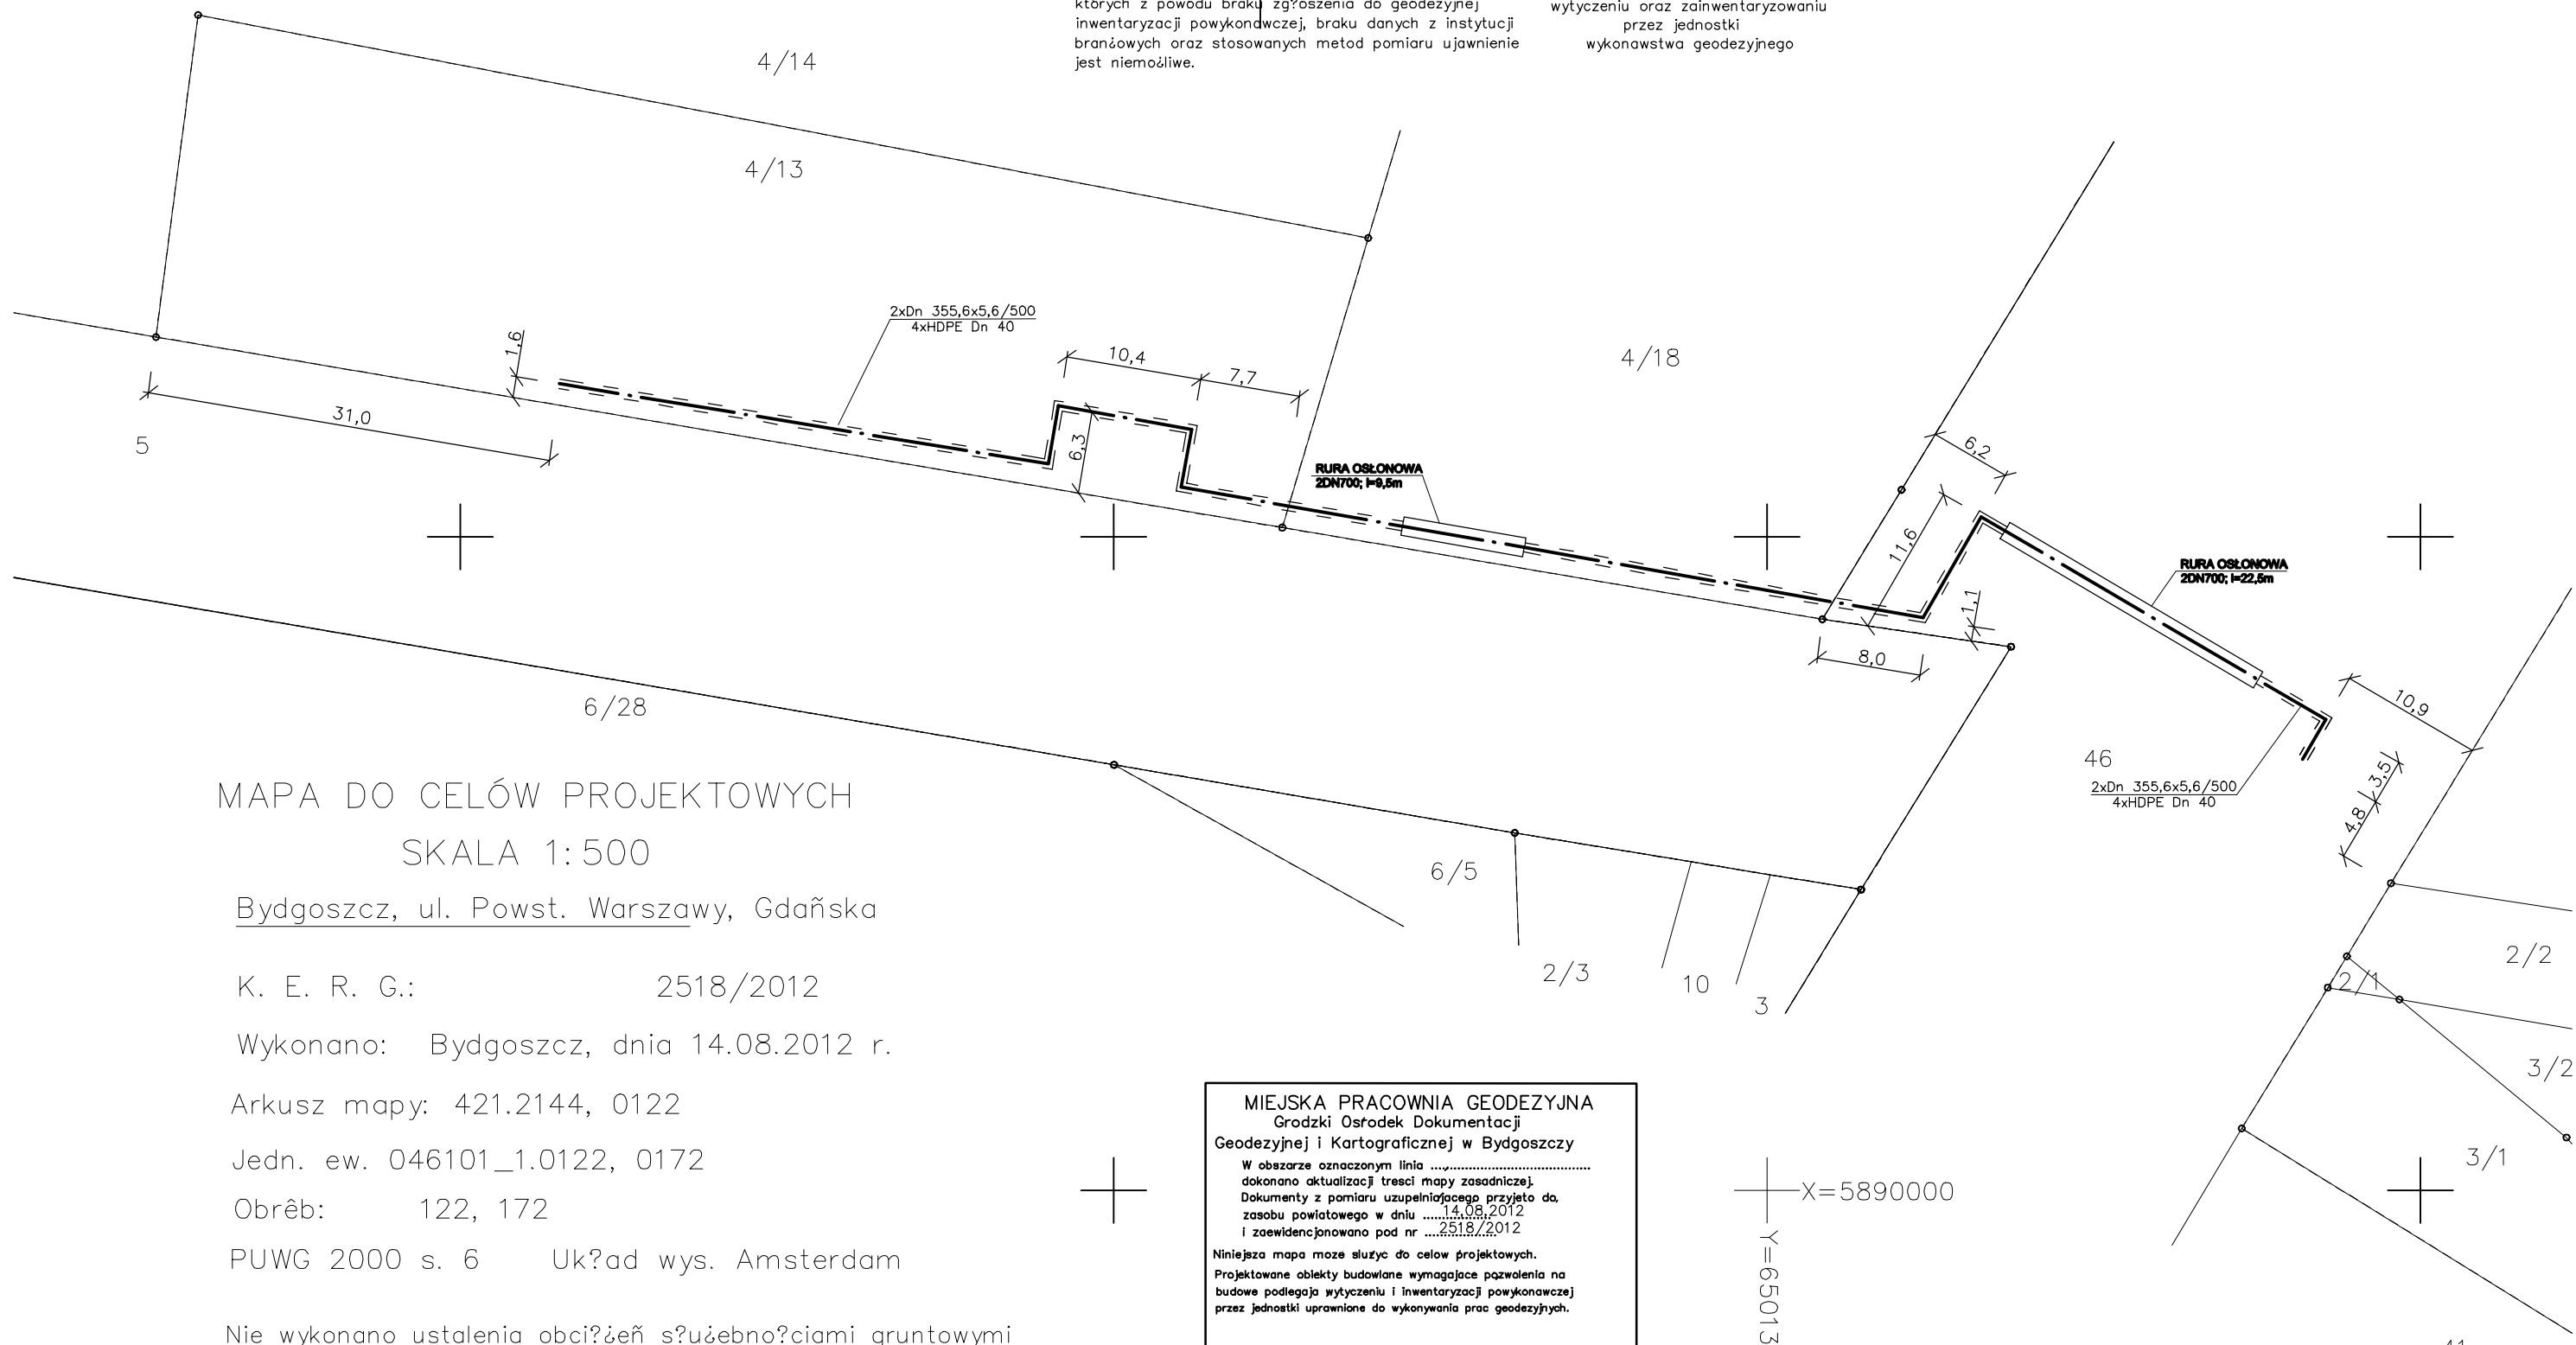 których z powodu braku zg?oszenia do geodezyjnej
inwentaryzacji powykonawczej, braku danych z instytucji
bran¿owych oraz stosowanych metod pomiaru ujawnienie
jest niemo¿liwe.
wytyczeniu oraz zainwentaryzowaniu
przez jednostki
wykonawstwa geodezyjnego
4/14
4/13
2xDn 355,6x5,6/500
4xHDPE Dn 40
1,6
10,4
7,7
4/18
31,0
5
6,3
RURA OSŁONOWA
2DN700; l=9,5m
6,2
11,6
RURA OSŁONOWA
2DN700; l=22,5m
1,1
8,0
6/28
10,9
46
2xDn 355,6x5,6/500
4xHDPE Dn 40
3,5
4,8
MAPA DO CELÓW PROJEKTOWYCH
SKALA 1:500
Bydgoszcz, ul. Powst. Warszawy, Gdañska
6/5
2/3
10
3
2/2
2/1
3/2
3/1
K. E. R. G.: 2518/2012
Wykonano: Bydgoszcz, dnia 14.08.2012 r.
Arkusz mapy: 421.2144, 0122
Jedn. ew. 046101_1.0122, 0172
Obrêb: 122, 172
PUWG 2000 s. 6 Uk?ad wys. Amsterdam
Nie wykonano ustalenia obci?¿eñ s?u¿ebno?ciami gruntowymi
MIEJSKA PRACOWNIA GEODEZYJNA
Grodzki Osrodek Dokumentacji
Geodezyjnej i Kartograficznej w Bydgoszczy
W obszarze oznaczonym linia ........................................
dokonano aktualizacji tresci mapy zasadniczej.
Dokumenty z pomiaru uzupelniajacego przyjeto do
zasobu powiatowego w dniu 14.08.2012
i zaewidencjonowano pod nr 2518/2012
Niniejsza mapa moze sluzyc do celow projektowych.
Projektowane obiekty budowlane wymagajace pozwolenia na
budowe podlegaja wytyczeniu i inwentaryzacji powykonawczej
przez jednostki uprawnione do wykonywania prac geodezyjnych.
X=5890000
Y=65013